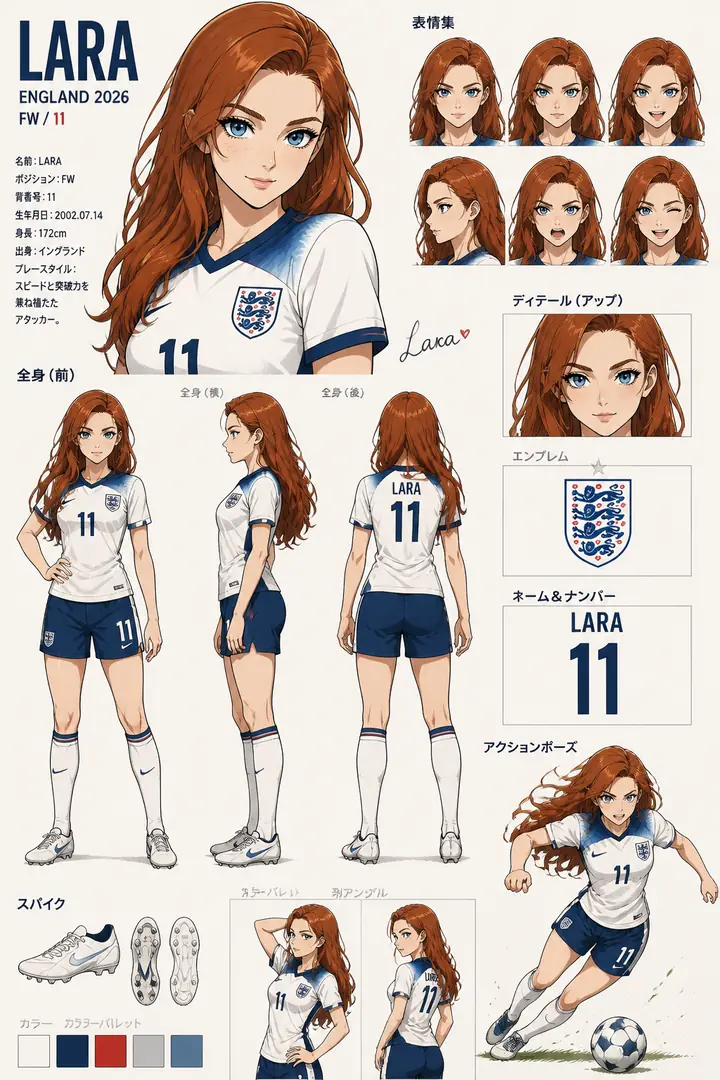 LARA
ENGLAND 2026
FW / 11
名前：LARA
ポジション：FW
背番号：11
生年月日：2002.07.14
身長：172cm
出身：イングランド
プレースタイル：
スピードと突破力を
兼ね備たた
アタッカー。
表情集
11
Lara
ディテール（アップ）
全身（前）
全身（横）
全身（後）
11
11
LARA
11
エンブレム
ネーム＆ナンバー
LARA
11
アクションポーズ
11
11
スパイク
カラー
11
LARA
11